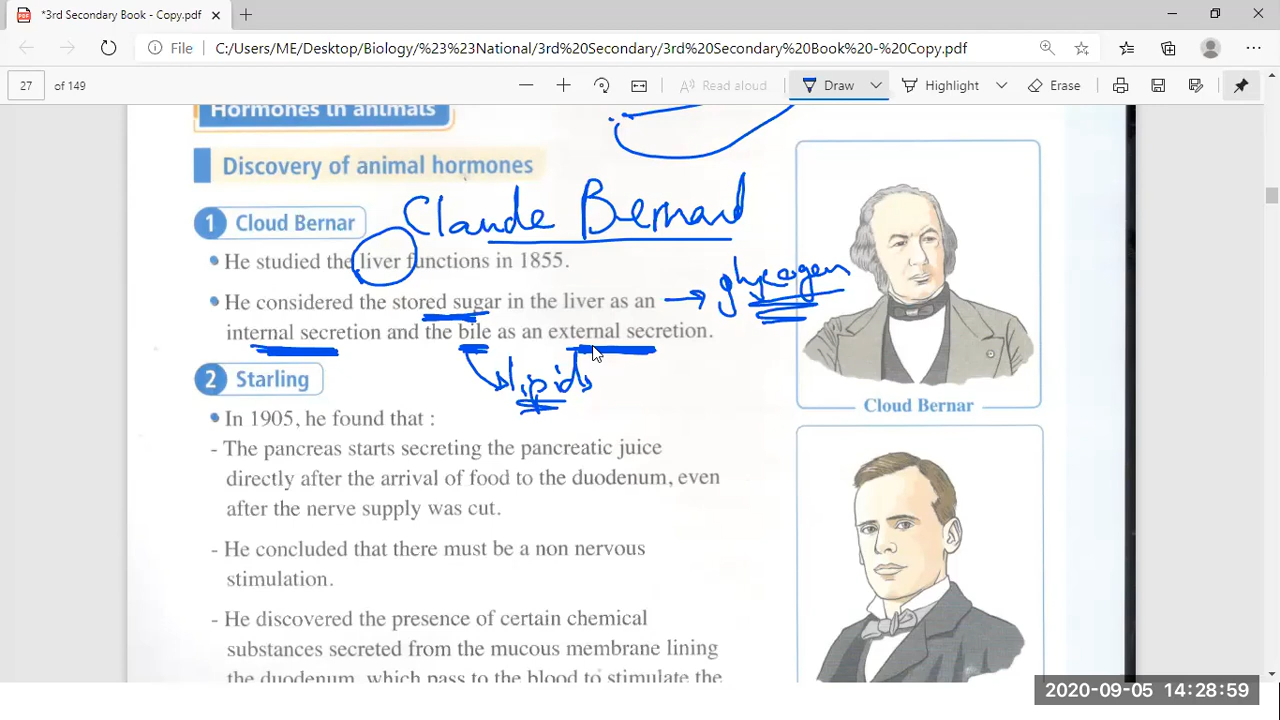 *3rd Secondary Book - Copy.pdf
File C:/Users/ME/Desktop/Biology/%23%23National/3rd%20Secondary/3rd%20Secondary%20Book%20-%20Copy.pdf
27 of 149 Read aloud Draw Highlight Erase
Hormones in animals
Discovery of animal hormones
Claude Bernard
1 Cloud Bernar
• He studied the liver functions in 1855.
• He considered the stored sugar in the liver as an → glycogen
internal secretion and the bile as an external secretion.
lipids
Cloud Bernar
2 Starling
• In 1905, he found that :
- The pancreas starts secreting the pancreatic juice
directly after the arrival of food to the duodenum, even
after the nerve supply was cut.
- He concluded that there must be a non nervous
stimulation.
- He discovered the presence of certain chemical
substances secreted from the mucous membrane lining
the duodenum, which pass to the blood to stimulate the
2020-09-05 14:28:59